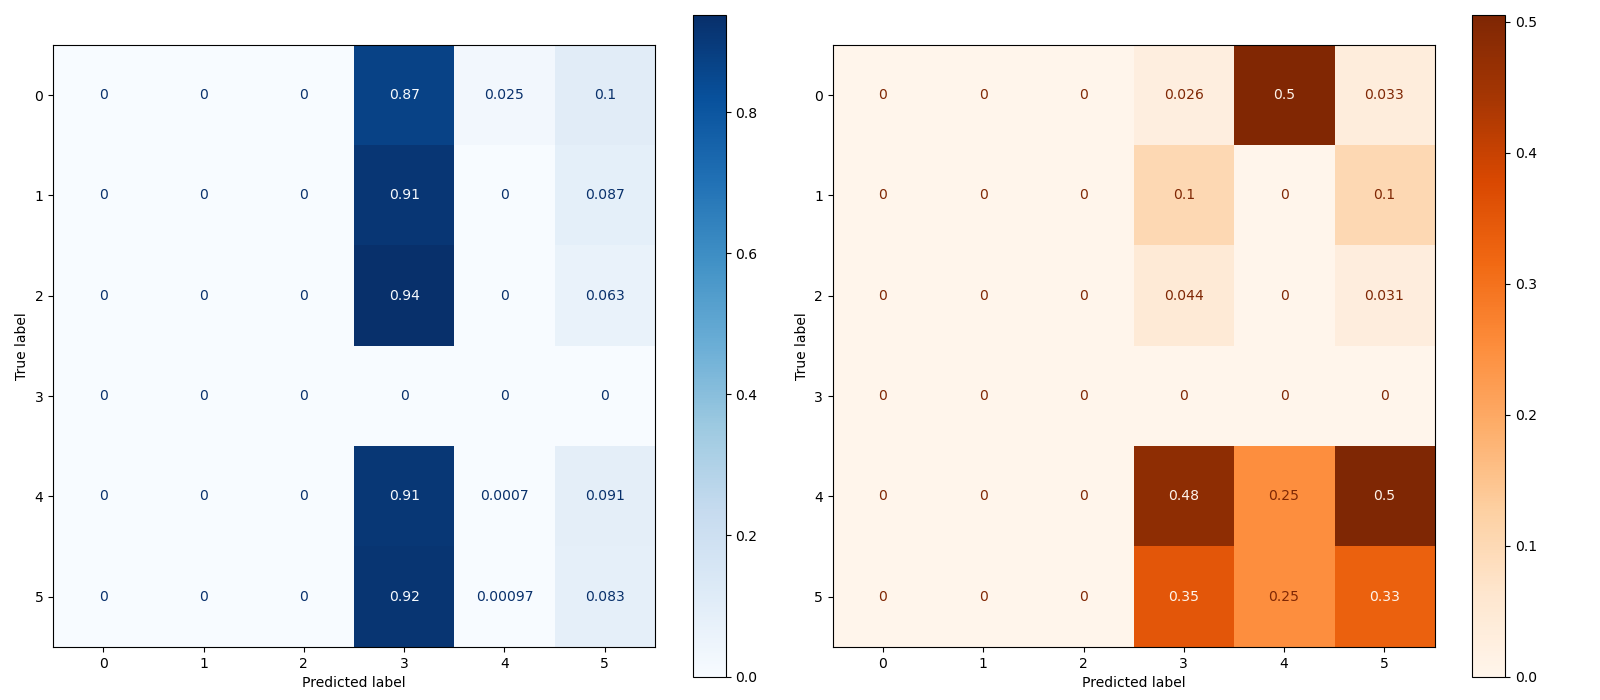 0 0 0 0 0.87 0.025 0.1
1 0 0 0 0.91 0 0.087
2 0 0 0 0.94 0 0.063
3 0 0 0 0 0 0
4 0 0 0 0.91 0.0007 0.091
5 0 0 0 0.92 0.00097 0.083
0 1 2 3 4 5
True label
Predicted label
0.8
0.6
0.4
0.2
0.0
0 0 0 0 0.026 0.5 0.033
1 0 0 0 0.1 0 0.1
2 0 0 0 0.044 0 0.031
3 0 0 0 0 0 0
4 0 0 0 0.48 0.25 0.5
5 0 0 0 0.35 0.25 0.33
0 1 2 3 4 5
True label
Predicted label
0.5
0.4
0.3
0.2
0.1
0.0